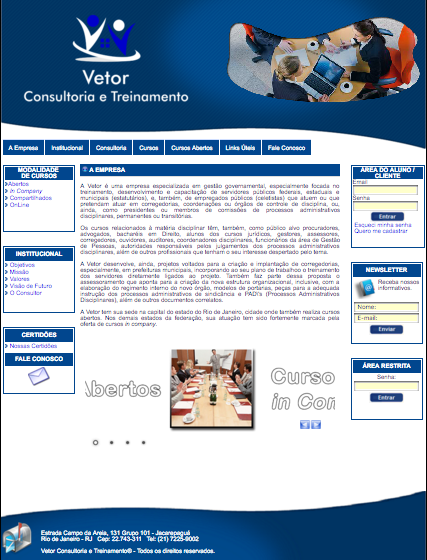 Vetor
Consultoria e Treinamento
A Empresa
Institucional
Consultoria
Cursos
Cursos Abertos
Links Úteis
Fale Conosco
MODALIDADE
DE CURSOS
Abertos
In Company
Compartilhados
OnLine
INSTITUCIONAL
Objetivos
Missão
Valores
Visão de Futuro
O Consultor
CERTIDÕES
Nossas Certidões
FALE CONOSCO
A EMPRESA
A Vetor é uma empresa especializada em gestão governamental, especialmente focada no
treinamento, desenvolvimento e capacitação de servidores públicos federais, estaduais e
municipais (estatutários), e, também, de empregados públicos (celetistas) que atuem ou que
pretendam atuar em corregedorias, coordenações ou órgãos de controle de disciplina, ou,
ainda, como presidentes ou membros de comissões de processos administrativos
disciplinares, permanentes ou transitórias.
Os cursos relacionados à matéria disciplinar têm, como público alvo procuradores,
advogados, bacharéis em Direito, alunos dos cursos jurídicos, gestores, assessores,
corregedores, ouvidores, auditores, coordenadores disciplinares, funcionários da área de Gestão
de Pessoas, autoridades responsáveis pelos julgamentos dos processos administrativos
disciplinares, além de outros profissionais que tenham o seu interesse despertado pelo tema.
A Vetor desenvolve, ainda, projetos voltados para a criação e implantação de corregedorias,
especialmente, em prefeituras municipais, incorporando ao seu plano de trabalho o treinamento
dos servidores diretamente ligados ao projeto. Também faz parte dessa proposta o
assessoramento que aponta para a criação da nova estrutura organizacional, inclusive, com a
elaboração do regimento interno do novo órgão, modelos de portarias, peças para a adequada
instrução dos processos administrativos de sindicância e PAD's (Processos Administrativos
Disciplinares), além de outros documentos correlatos.
A Vetor tem sua sede na capital do estado do Rio de Janeiro, cidade onde também realiza cursos
abertos. Nos demais estados da federação, sua atuação tem sido fortemente marcada pela
oferta de cursos in company.
Abertos
Curso
in Con
ÁREA DO ALUNO /
CLIENTE
Email
Senha
Entrar
Esqueci minha senha
Quero me cadastrar
NEWSLETTER
Receba nossos
informativos.
Nome:
E-mail:
Enviar
ÁREA RESTRITA
Senha:
Entrar
Estrada Campo da Areia, 131 Grupo 101 - Jacarepaguá
Rio de Janeiro - RJ Cep: 22.743-311 Tel: (21) 7225-9002
Vetor Consultoria e Treinamento® - Todos os direitos reservados.